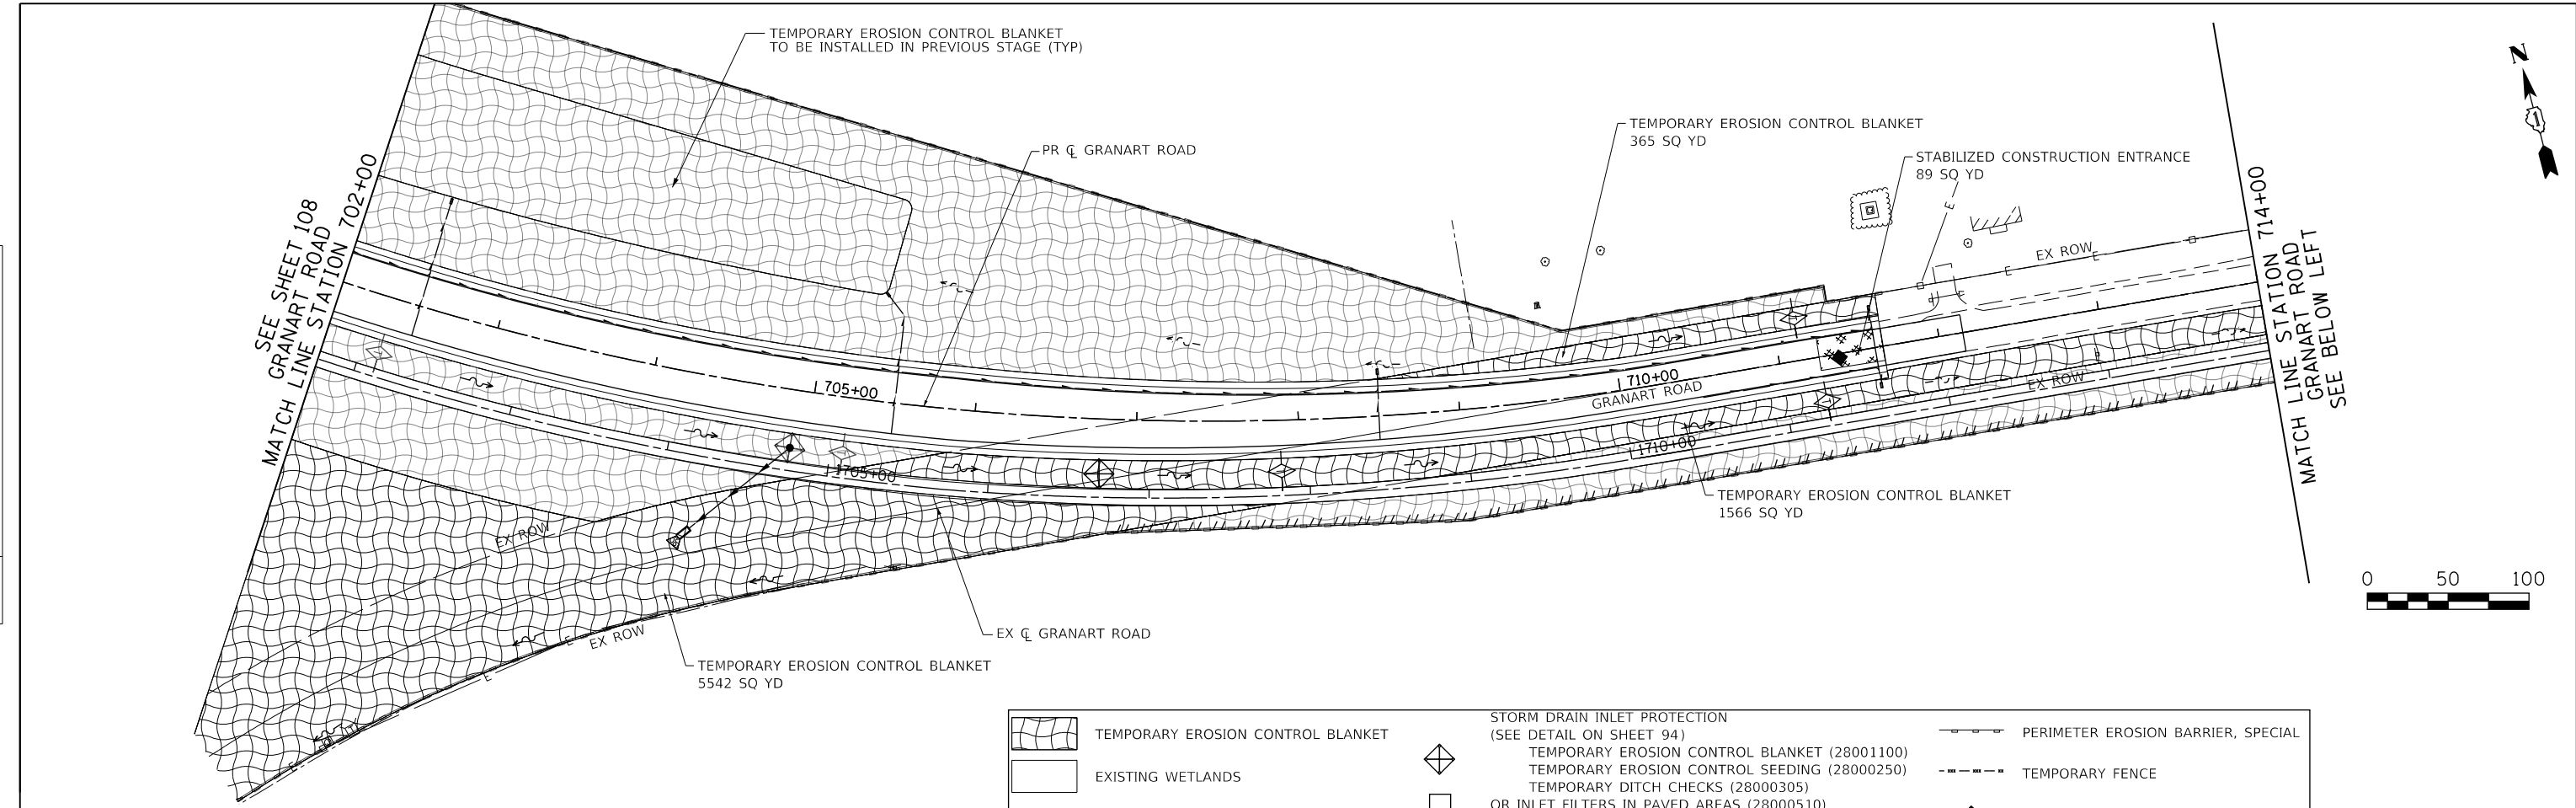 TEMPORARY EROSION CONTROL BLANKET
TO BE INSTALLED IN PREVIOUS STAGE (TYP)
N
1
TEMPORARY EROSION CONTROL BLANKET
365 SQ YD
PR ℄ GRANART ROAD
STABILIZED CONSTRUCTION ENTRANCE
89 SQ YD
E
SEE SHEET 108
GRANART ROAD
MATCH LINE STATION 702+00
EX ROW
E
E
E
MATCH LINE STATION 714+00
GRANART ROAD
SEE BELOW LEFT
705+00
710+00
GRANART ROAD
EX ROW
1705+00
1710+00
TEMPORARY EROSION CONTROL BLANKET
1566 SQ YD
EX ROW
0 50 100
EX ROW
E
E
E
EX ℄ GRANART ROAD
TEMPORARY EROSION CONTROL BLANKET
5542 SQ YD
TEMPORARY EROSION CONTROL BLANKET
EXISTING WETLANDS
STORM DRAIN INLET PROTECTION
(SEE DETAIL ON SHEET 94)
TEMPORARY EROSION CONTROL BLANKET (28001100)
TEMPORARY EROSION CONTROL SEEDING (28000250)
TEMPORARY DITCH CHECKS (28000305)
OR INLET FILTERS IN PAVED AREAS (28000510)
PERIMETER EROSION BARRIER, SPECIAL
TEMPORARY FENCE